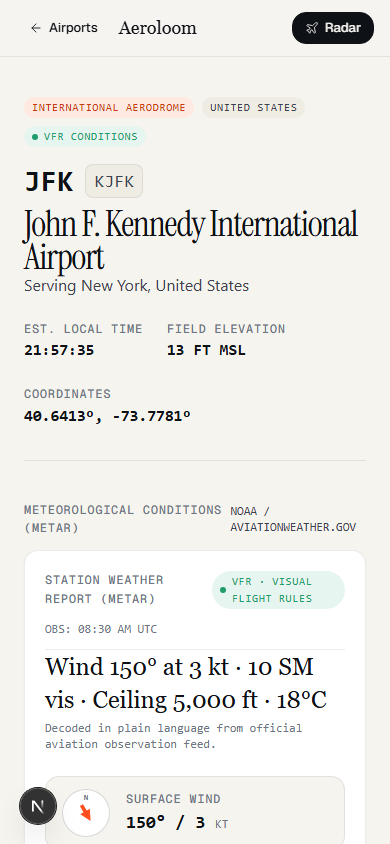 ← Airports Aeroloom Radar
INTERNATIONAL AERODROME UNITED STATES
VFR CONDITIONS
JFK KJFK
John F. Kennedy International
Airport
Serving New York, United States
EST. LOCAL TIME FIELD ELEVATION
21:57:35 13 FT MSL
COORDINATES
40.6413°, -73.7781°
METEOROLOGICAL CONDITIONS
(METAR)
NOAA /
AVIATIONWEATHER.GOV
STATION WEATHER
REPORT (METAR)
VFR · VISUAL
FLIGHT RULES
OBS: 08:30 AM UTC
Wind 150° at 3 kt · 10 SM
vis · Ceiling 5,000 ft · 18°C
Decoded in plain language from official
aviation observation feed.
N
N
SURFACE WIND
150° / 3 KT